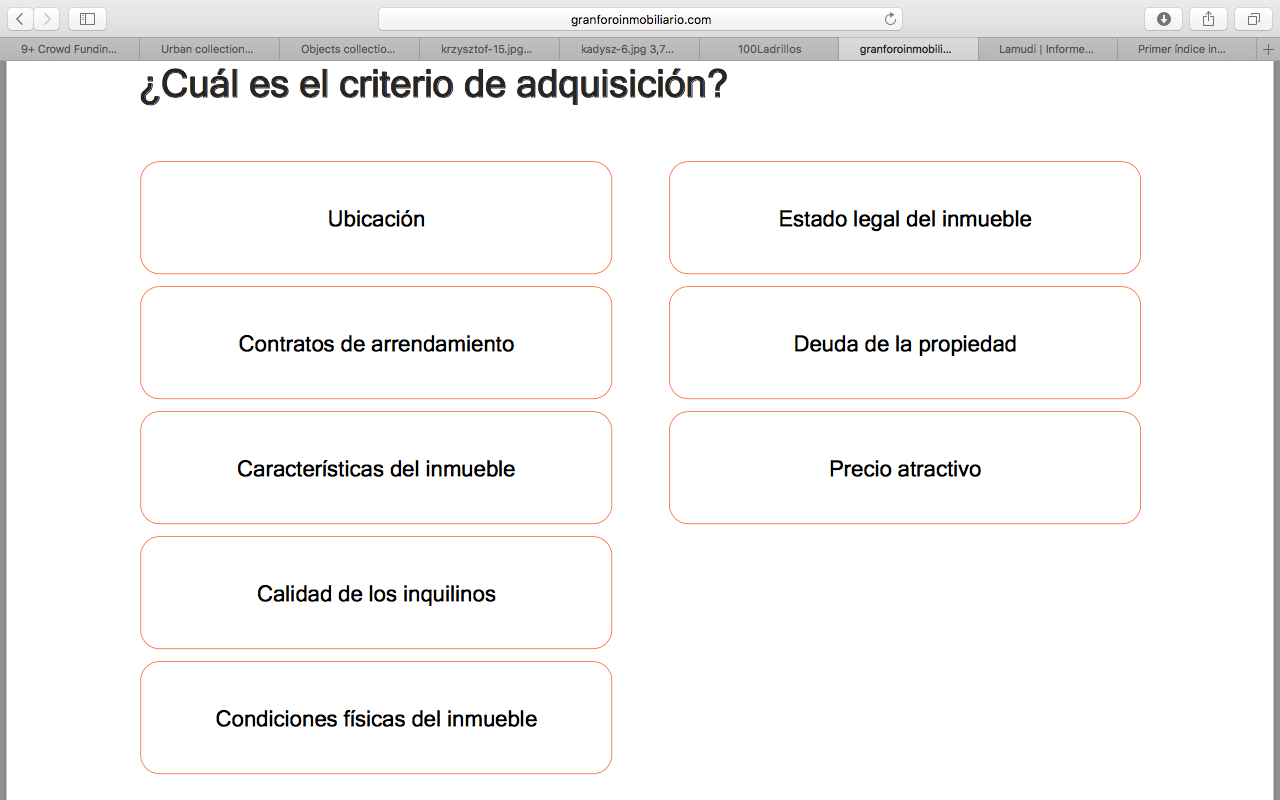 granforoinmobiliario.com
9+ Crowd Fundin...
Urban collection...
Objects collectio...
krzysztof-15.jpg...
kadysz-6.jpg 3,7...
100Ladrillos
granforoinmobili...
Lamudi | Informe...
Primer índice in...
¿Cuál es el criterio de adquisición?
Ubicación
Estado legal del inmueble
Contratos de arrendamiento
Deuda de la propiedad
Características del inmueble
Precio atractivo
Calidad de los inquilinos
Condiciones físicas del inmueble